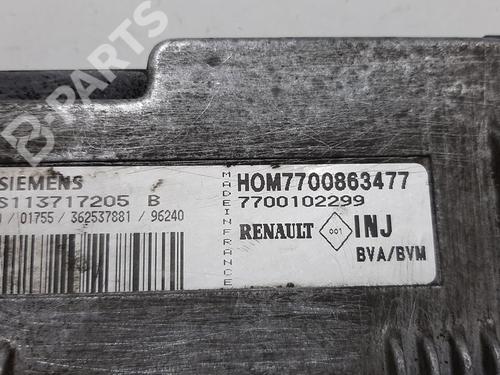 B-PARTS
SIEMENS
S113717205 B
/ 01755 / 362537881 / 96240
MADE IN FRANCE
HOM7700863477
7700102299
RENAULT 001 INJ
BVA/BVM